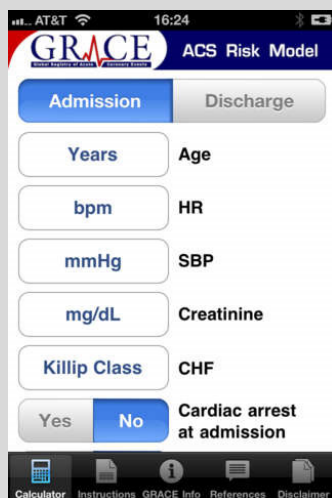 AT&T 16:24
GRACE ACS Risk Model
Global Registry of Acute Coronary Events
Admission Discharge
Years Age
bpm HR
mmHg SBP
mg/dL Creatinine
Killip Class CHF
Yes No Cardiac arrest
at admission
Calculator Instructions GRACE Info References Disclaimer